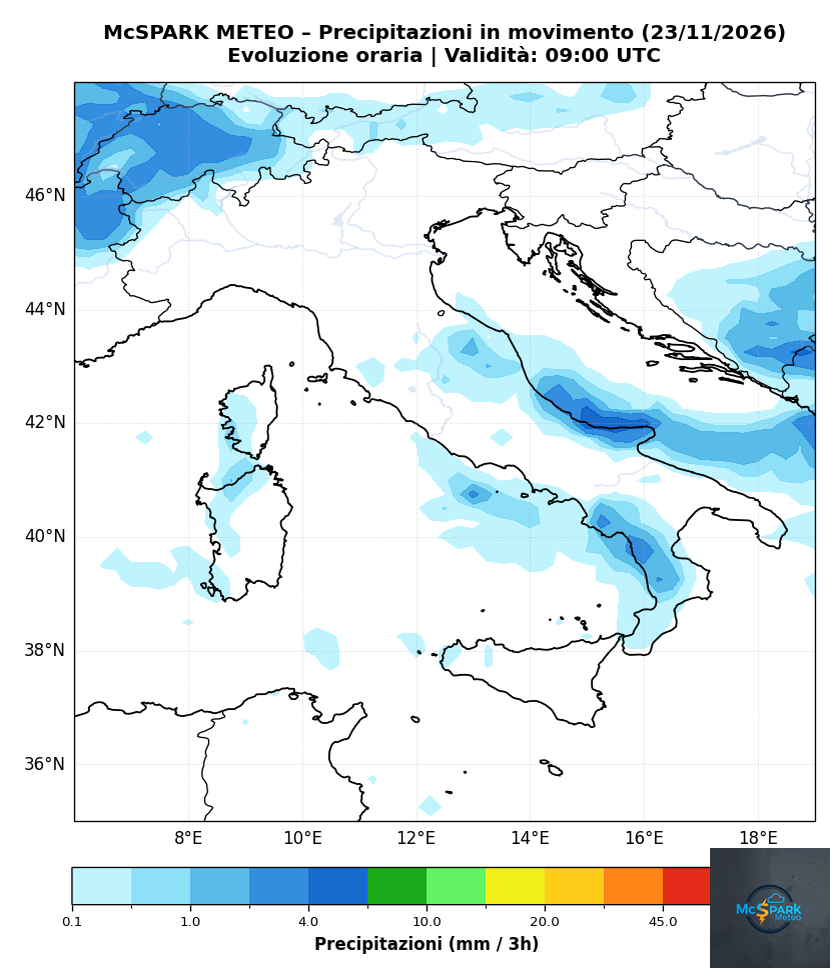 McSPARK METEO – Precipitazioni in movimento (23/11/2026)
Evoluzione oraria | Validità: 09:00 UTC
46°N
44°N
42°N
40°N
38°N
36°N
8°E 10°E 12°E 14°E 16°E 18°E
0.1 1.0 4.0 10.0 20.0 45.0
Precipitazioni (mm / 3h)
McSPARK
Meteo